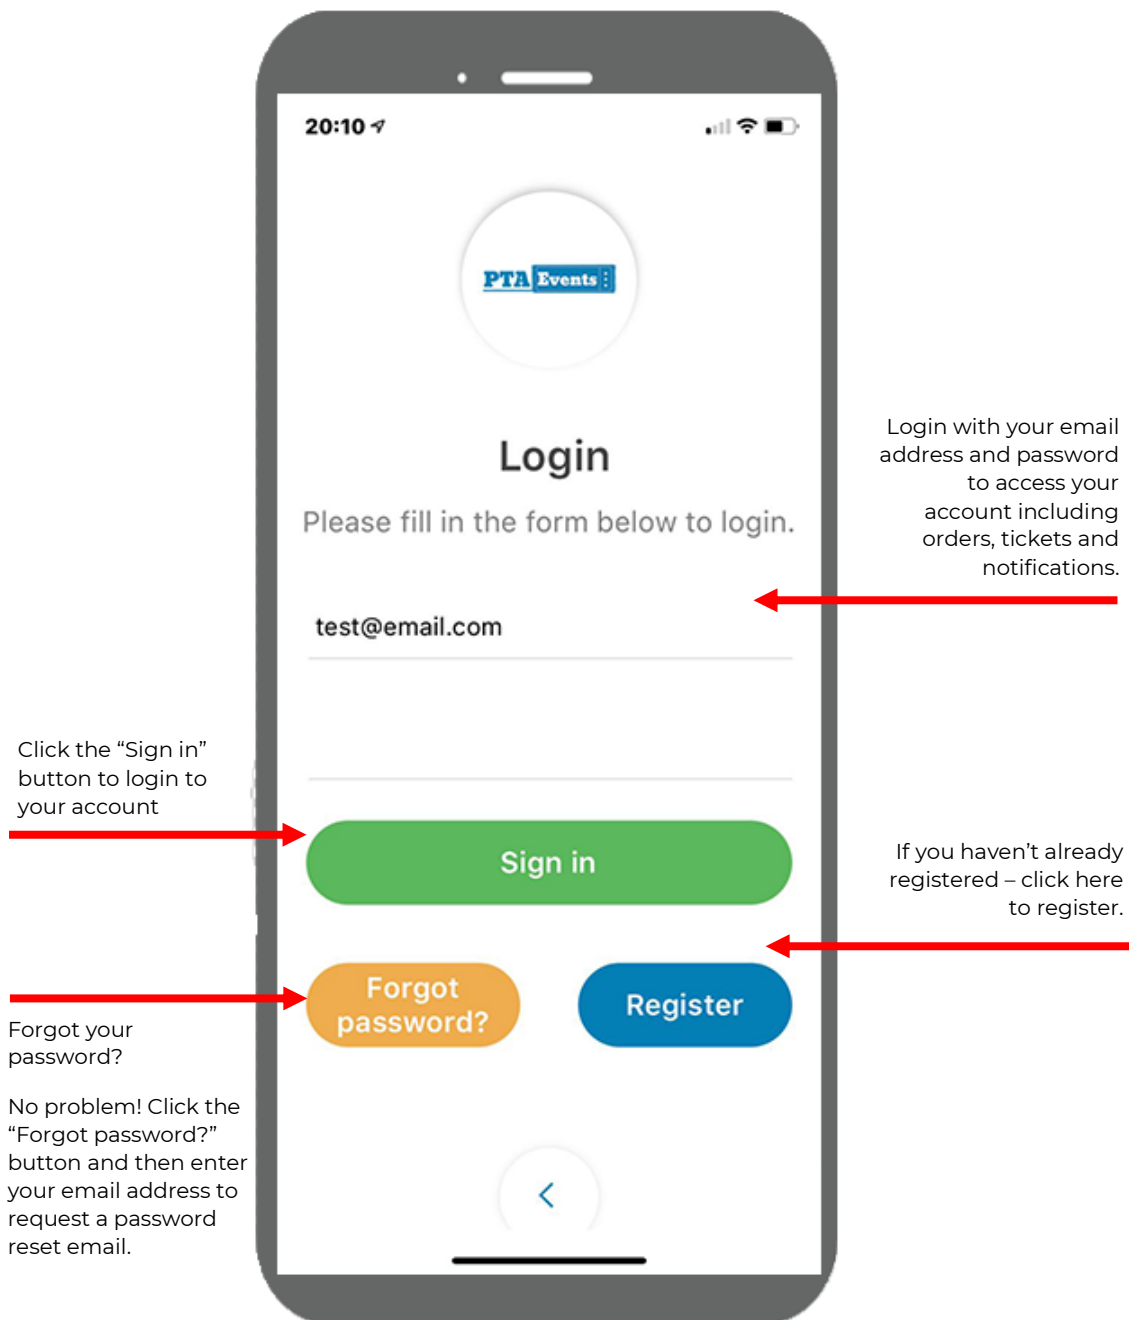 20:10
PTA Events
Login
Please fill in the form below to login.
Login with your email
address and password
to access your
account including
orders, tickets and
notifications.
test@email.com
Click the “Sign in”
button to login to
your account
Sign in
If you haven’t already
registered – click here
to register.
Forgot
password?
Register
Forgot your
password?
No problem! Click the
“Forgot password?”
button and then enter
your email address to
request a password
reset email.